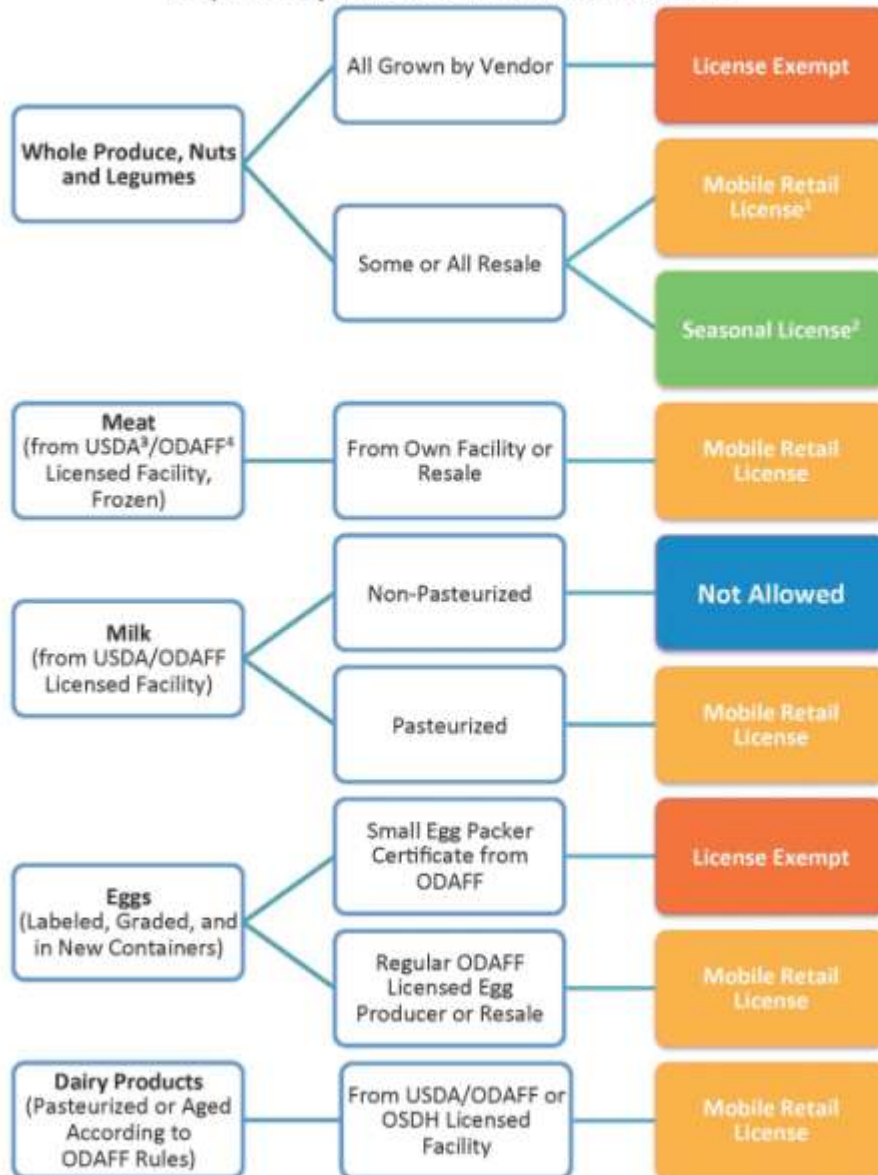 All Grown by Vendor
License Exempt
Whole Produce, Nuts
and Legumes
Mobile Retail
License¹
Some or All Resale
Seasonal License²
Meat
(from USDA³/ODAFF⁴
Licensed Facility,
Frozen)
From Own Facility or
Resale
Mobile Retail
License
Non-Pasteurized
Not Allowed
Milk
(from USDA/ODAFF
Licensed Facility)
Pasteurized
Mobile Retail
License
Small Egg Packer
Certificate from
ODAFF
License Exempt
Eggs
(Labeled, Graded, and
in New Containers)
Regular ODAFF
Licensed Egg
Producer or Resale
Mobile Retail
License
Dairy Products
(Pasteurized or Aged
According to
ODAFF Rules)
From USDA/ODAFF or
OSDH Licensed
Facility
Mobile Retail
License